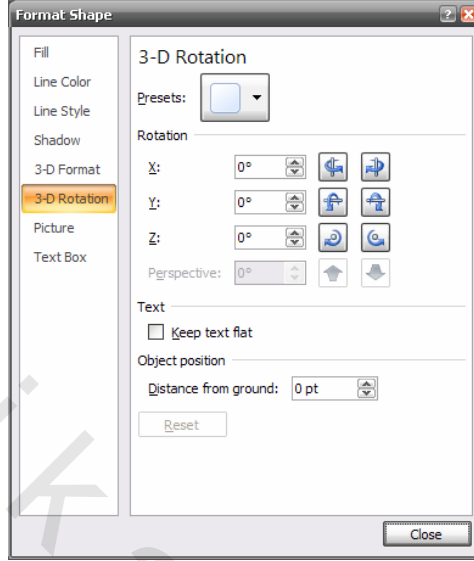 Format Shape
Fill
Line Color
Line Style
Shadow
3-D Format
3-D Rotation
Picture
Text Box
3-D Rotation
Presets:
Rotation
X: 0°
Y: 0°
Z: 0°
Perspective: 0°
Text
Keep text flat
Object position
Distance from ground: 0 pt
Reset
Close